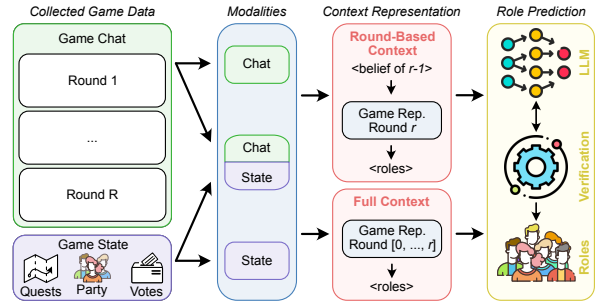 Collected Game Data
Modalities
Context Representation
Role Prediction
Game Chat
Round 1
...
Round R
Game State
Quests
Party
Votes
Chat
Chat
State
State
Round-Based
Context
<belief of r-1>
Game Rep.
Round r
<roles>
Full Context
Game Rep.
Round [0, ..., r]
<roles>
LLM
Verification
Roles